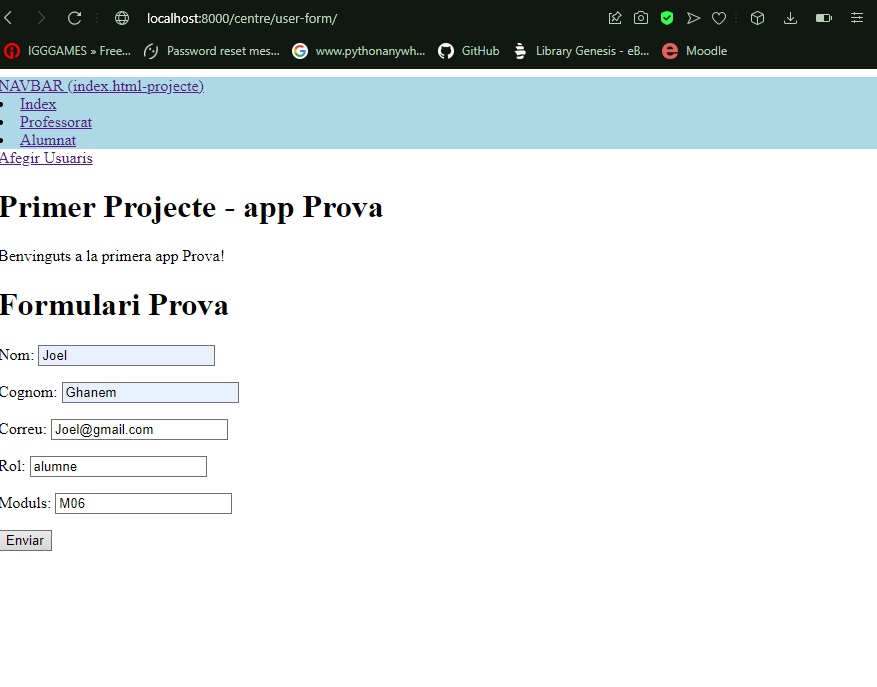 localhost:8000/centre/user-form/
IGGGAMES » Free... Password reset mes... www.pythonanywh... GitHub Library Genesis - eB... Moodle
NAVBAR (index.html-projecte)
Index
Professorat
Alumnat
Afegir Usuaris
Primer Projecte - app Prova
Benvinguts a la primera app Prova!
Formulari Prova
Nom: Joel
Cognom: Ghanem
Correu: Joel@gmail.com
Rol: alumne
Moduls: M06
Enviar